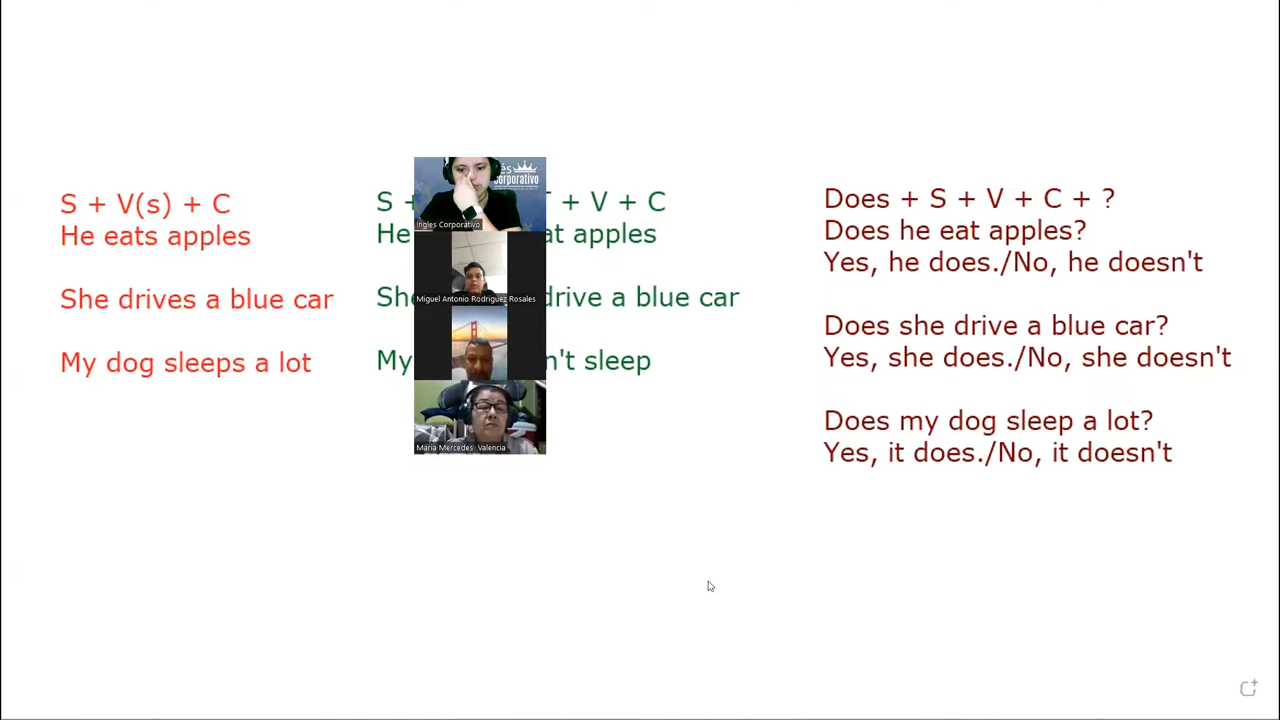 S + V(s) + C
He eats apples
She drives a blue car
My dog sleeps a lot
S + V + C
He apples
drive a blue car
My sleep
és
Corporativo
Ingles Corporativo
Miguel Antonio Rodriguez Rosales
Maria Mercedes Valencia
Does + S + V + C + ?
Does he eat apples?
Yes, he does./No, he doesn't
Does she drive a blue car?
Yes, she does./No, she doesn't
Does my dog sleep a lot?
Yes, it does./No, it doesn't